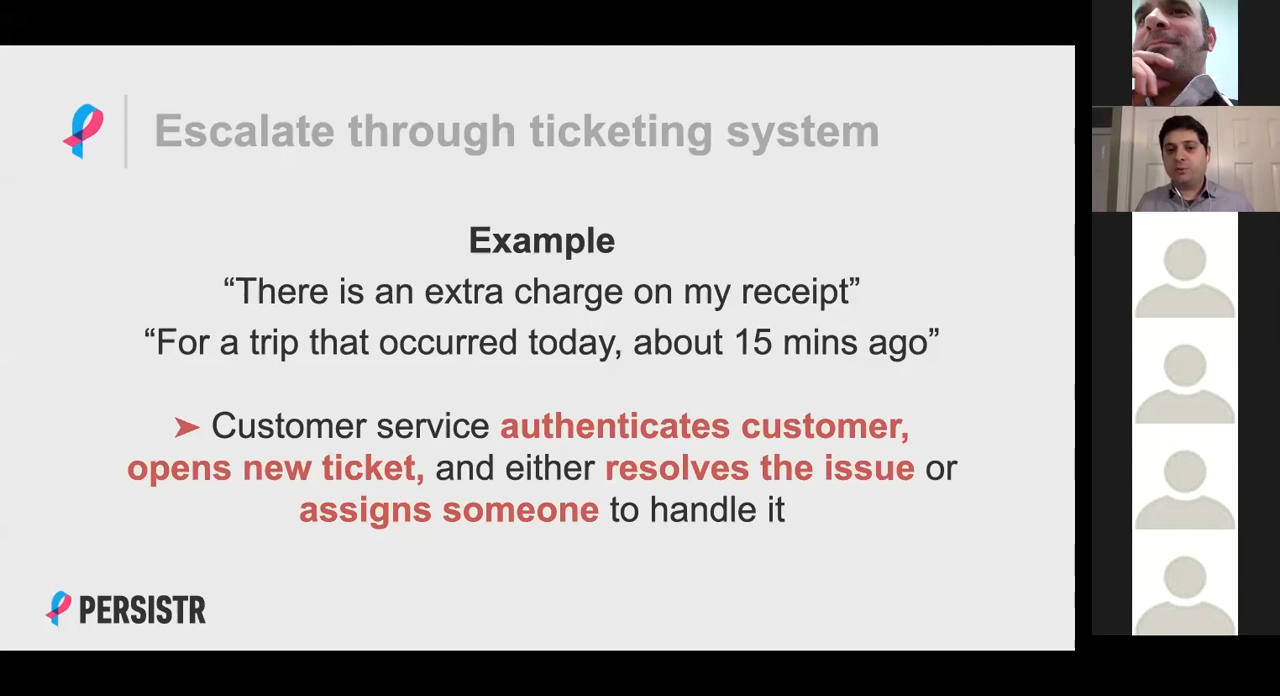 Escalate through ticketing system
Example
“There is an extra charge on my receipt”
“For a trip that occurred today, about 15 mins ago”
➤ Customer service authenticates customer,
opens new ticket, and either resolves the issue or
assigns someone to handle it
PERSISTR